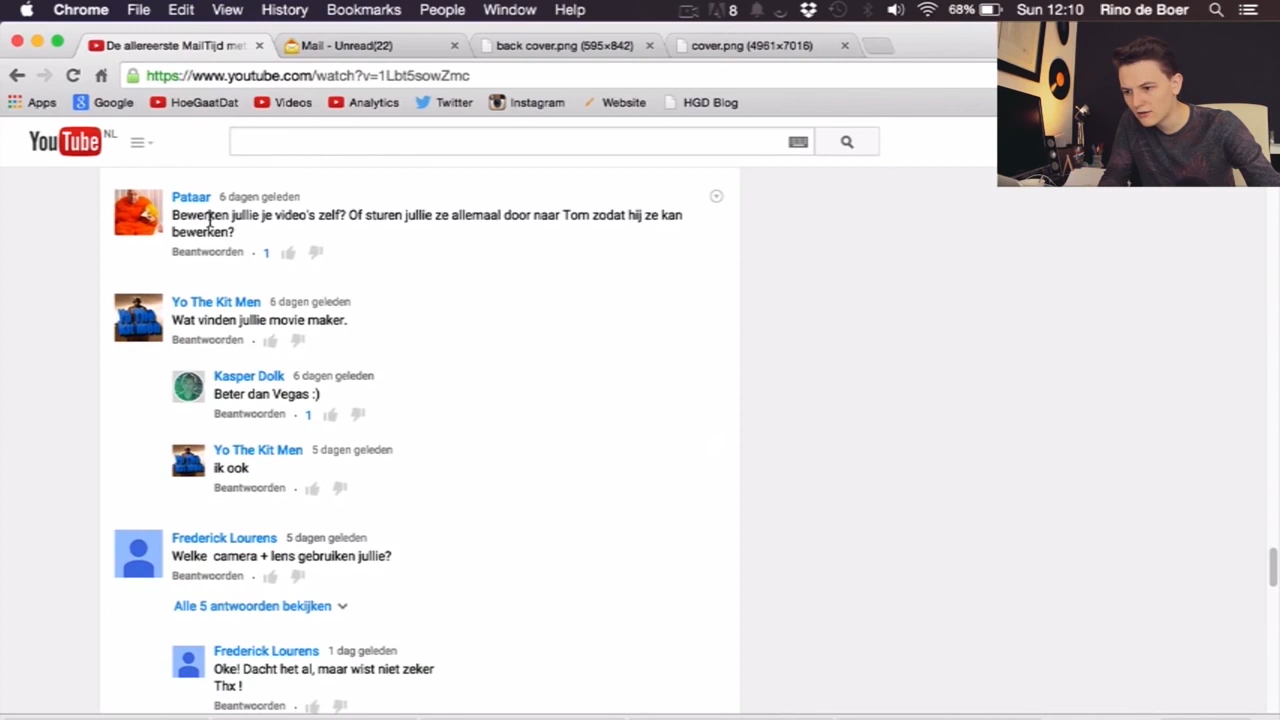 Chrome File Edit View History Bookmarks People Window Help 8 68% Sun 12:10 Rino de Boer
De allereerste MailTijd met Mail - Unread(22) back cover.png (595×842) cover.png (4961×7016)
https://www.youtube.com/watch?v=1Lbt5sowZmc
Apps Google HoeGaatDat Videos Analytics Twitter Instagram Website HGD Blog
YouTube NL
Pataar 6 dagen geleden
Bewerken jullie je video's zelf? Of sturen jullie ze allemaal door naar Tom zodat hij ze kan
bewerken?
Beantwoorden · 1
Yo The Kit Men 6 dagen geleden
Wat vinden jullie movie maker.
Beantwoorden ·
Kasper Dolk 6 dagen geleden
Beter dan Vegas :)
Beantwoorden · 1
Yo The Kit Men 5 dagen geleden
ik ook
Beantwoorden ·
Frederick Lourens 5 dagen geleden
Welke camera + lens gebruiken jullie?
Beantwoorden ·
Alle 5 antwoorden bekijken
Frederick Lourens 1 dag geleden
Oke! Dacht het al, maar wist niet zeker
Thx !
Beantwoorden ·